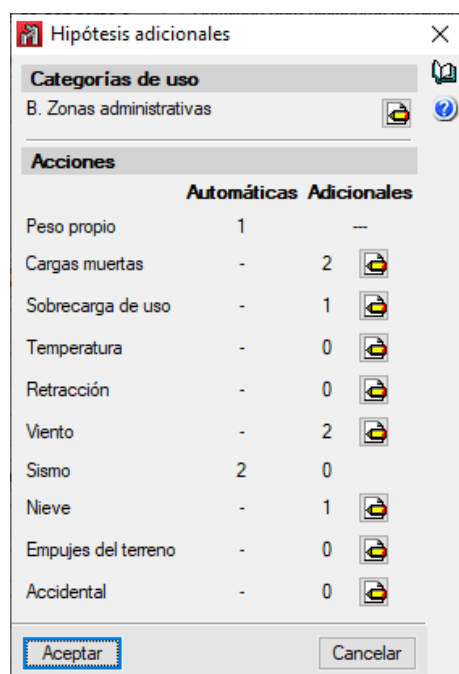 Hipótesis adicionales
Categorías de uso
B. Zonas administrativas
Acciones
Automáticas Adicionales
Peso propio 1 ---
Cargas muertas - 2
Sobrecarga de uso - 1
Temperatura - 0
Retracción - 0
Viento - 2
Sismo 2 0
Nieve - 1
Empujes del terreno - 0
Accidental - 0
Aceptar Cancelar